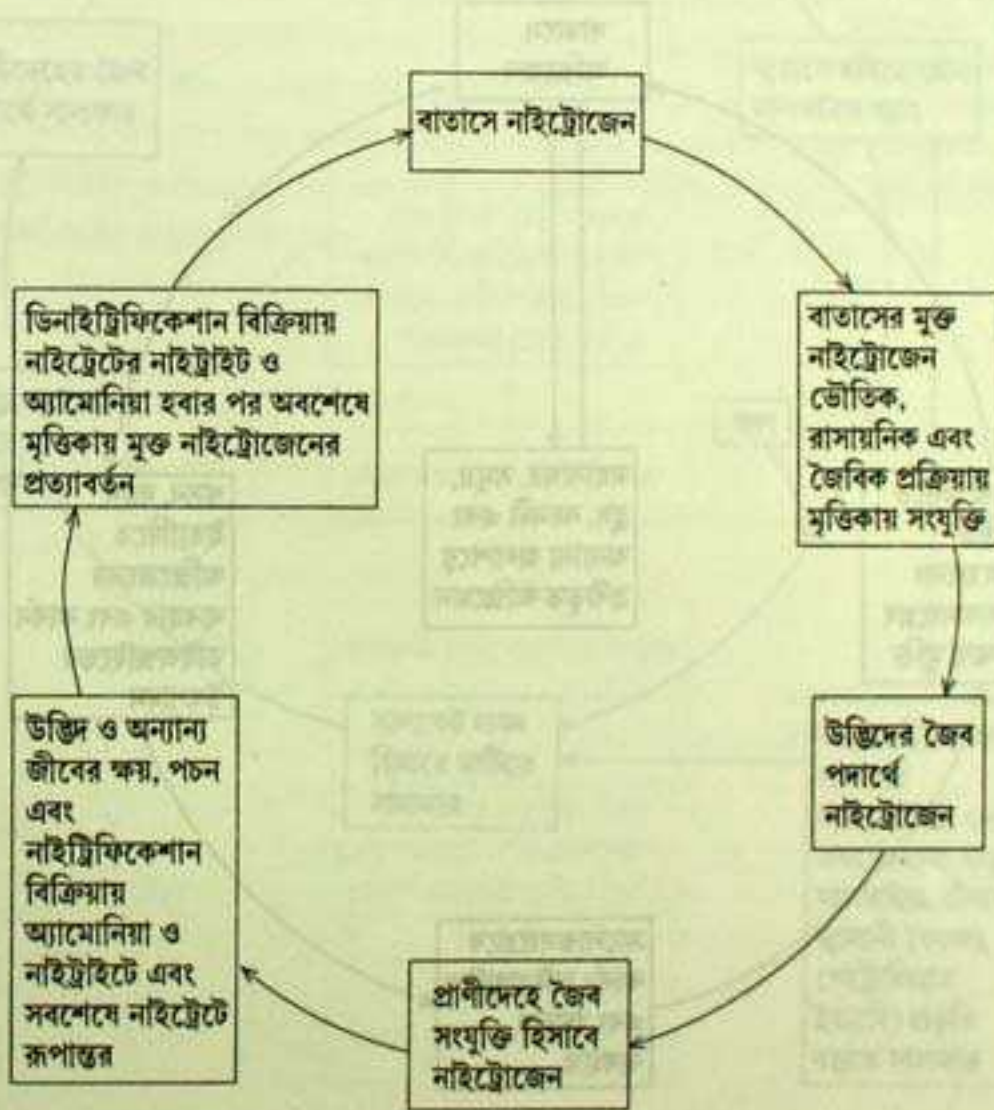 বাতাসে নাইট্রোজেন
বাতাসের মুক্ত
নাইট্রোজেন
ভৌতিক,
রাসায়নিক এবং
জৈবিক প্রক্রিয়ায়
মৃত্তিকায় সংযুক্তি
উদ্ভিদের জৈব
পদার্থে
নাইট্রোজেন
প্রাণীদেহে জৈব
সংযুক্তি হিসাবে
নাইট্রোজেন
উদ্ভিদ ও অন্যান্য
জীবের ক্ষয়, পচন
এবং
নাইট্রিফিকেশান
বিক্রিয়ায়
অ্যামোনিয়া ও
নাইট্রাইটে এবং
সবশেষে নাইট্রেটে
রূপান্তর
ডিনাইট্রিফিকেশান বিক্রিয়ায়
নাইট্রেটের নাইট্রাইট ও
অ্যামোনিয়া হবার পর অবশেষে
মৃত্তিকায় মুক্ত নাইট্রোজেনের
প্রত্যাবর্তন